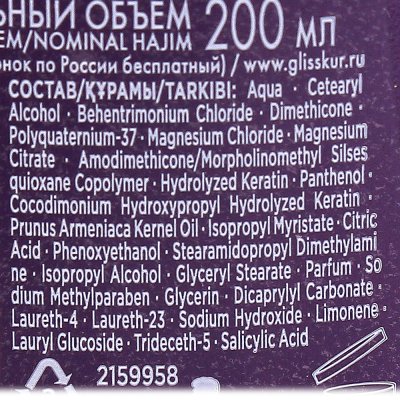 ЬНЫЙ ОБЪЕМ
ЕМ/NOMINAL HAJIM 200 МЛ
онок по России бесплатный) / www.glisskur.ru
СОСТАВ/ҚҰРАМЫ/TARKIBI: Aqua · Cetearyl
Alcohol · Behentrimonium Chloride · Dimethicone ·
Polyquaternium-37 · Magnesium Chloride · Magnesium
Citrate · Amodimethicone/Morpholinomethyl Silses
quioxane Copolymer · Hydrolyzed Keratin · Panthenol ·
Cocodimonium Hydroxypropyl Hydrolyzed Keratin ·
Prunus Armeniaca Kernel Oil · Isopropyl Myristate · Citric
Acid · Phenoxyethanol · Stearamidopropyl Dimethylami
ne · Isopropyl Alcohol · Glyceryl Stearate · Parfum · So
dium Methylparaben · Glycerin · Dicaprylyl Carbonate ·
Laureth-4 · Laureth-23 · Sodium Hydroxide · Limonene ·
Lauryl Glucoside · Trideceth-5 · Salicylic Acid
2159958